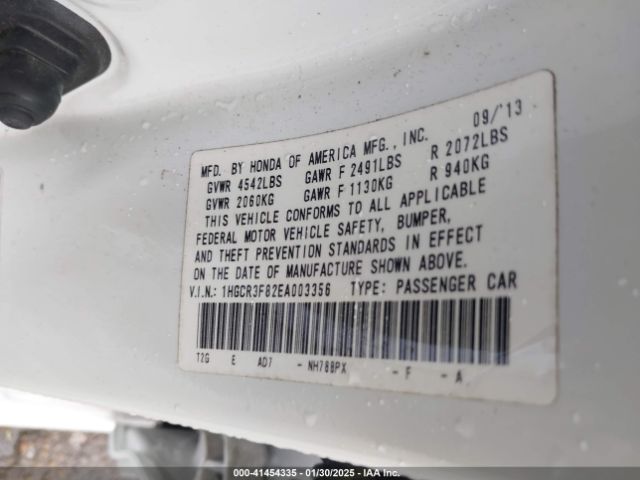 MFD. BY HONDA OF AMERICA MFG., INC. 09/'13
GVWR 4542LBS GAWR F 2491LBS R 2072LBS
GVWR 2060KG GAWR F 1130KG R 940KG
THIS VEHICLE CONFORMS TO ALL APPLICABLE
FEDERAL MOTOR VEHICLE SAFETY, BUMPER,
AND THEFT PREVENTION STANDARDS IN EFFECT
ON THE DATE OF MANUFACTURE SHOWN ABOVE.
V.I.N.: 1HGCR3F82EA003356 TYPE: PASSENGER CAR
T2G E AD7 - NH788PX - F - A
000-41454335 - 01/30/2025 - IAA Inc.